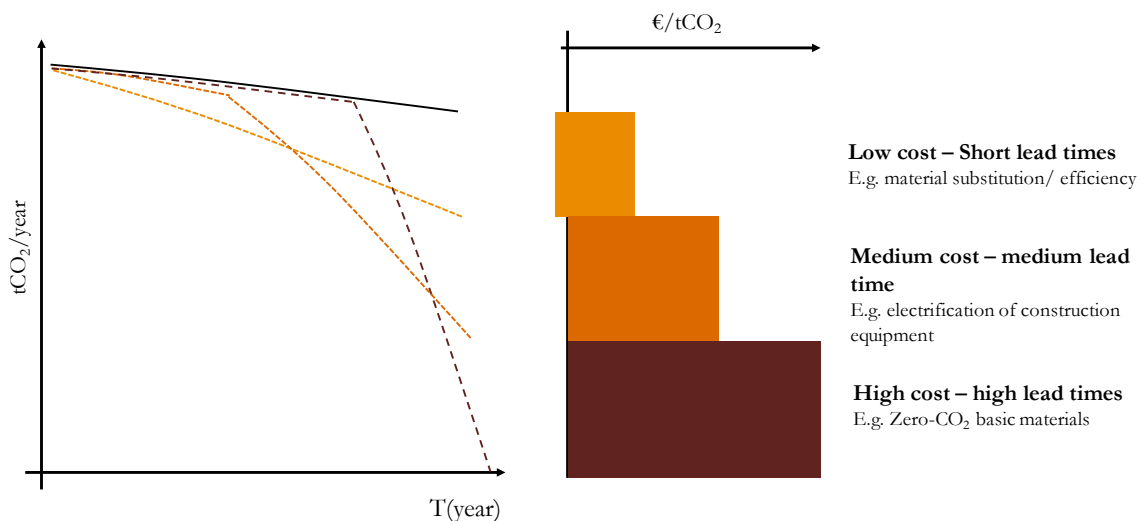 €/tCO₂
tCO₂/year
T(year)
Low cost – Short lead times
E.g. material substitution/ efficiency
Medium cost – medium lead
time
E.g. electrification of construction
equipment
High cost – high lead times
E.g. Zero-CO₂ basic materials